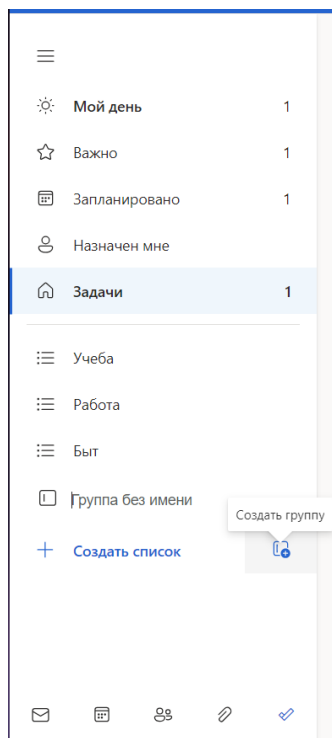 Мой день 1
Важно 1
Запланировано 1
Назначен мне
Задачи 1
Учеба
Работа
Быт
Группа без имени
Создать группу
Создать список